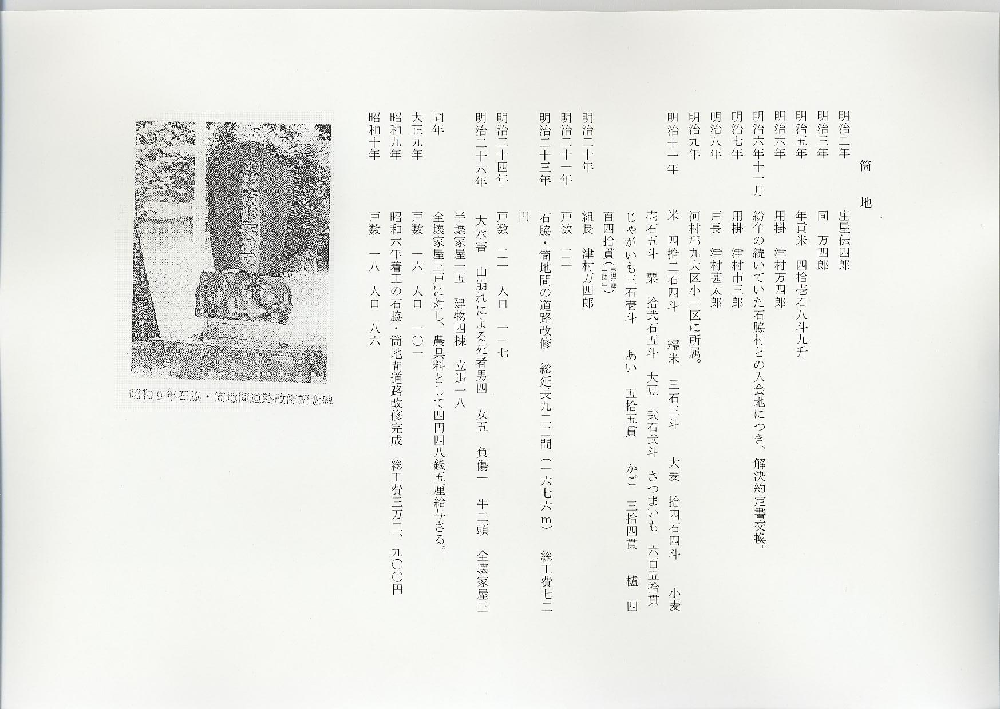 筒　地
明治二年　庄屋伝四郎
明治三年　同　万四郎
明治五年　年貢米　四拾壱石八斗九升
明治六年　用掛　津村万四郎
明治六年十一月　紛争の続いていた石脇村との入会地につき、解決約定書交換。
明治七年　用掛　津村市三郎
明治八年　戸長　津村甚太郎
明治九年　河村郡九大区小一区に所属。
明治十一年　米　四拾二石四斗　糯米　三石三斗　大麦　拾四石四斗　小麦
壱石五斗　粟　拾弐石五斗　大豆　弐石弐斗　さつまいも　六百五拾貫
じゃがいも三石壱斗　あい　五拾五貫　かご　三拾四貫　櫨　四
百四拾貫（『泊村郷土誌』）
明治二十年　組長　津村万四郎
明治二十一年　戸数　二一
明治二十三年　石脇・筒地間の道路改修　総延長九二二間（一六七六ｍ）　総工費七二
円
明治二十四年　戸数　二一　人口　一一七
明治二十六年　大水害　山崩れによる死者男四　女五　負傷一　牛二頭　全壊家屋三
半壊家屋一五　建物四棟　立退一八
同年　全壊家屋三戸に対し、農具料として四円四八銭五厘給与さる。
大正九年　戸数　一六　人口　一〇一
昭和九年　昭和六年着工の石脇・筒地間道路改修完成　総工費三万二、九〇〇円
昭和十年　戸数　一八　人口　八六
昭和９年石脇・筒地間道路改修記念碑